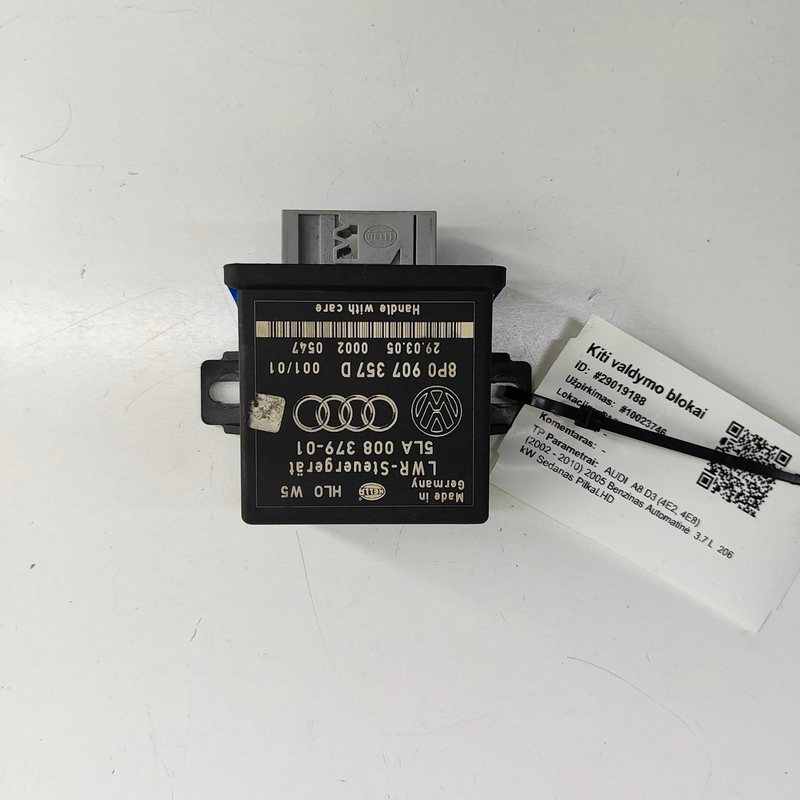 Made in
Germany
HELLA
HL0 W5
LWR-Steuergerät
5LA 008 379-01
8P0 907 357 D
001/01
29.03.05 0002 0547
Handle with care
HELLA
Kiti valdymo blokai
ID: #29019188
Užpirkimas: #10023746
Komentaras: -
TP Parametrai: AUDI A8 D3 (4E2, 4E8)
(2002 - 2010) 2005 Benzinas Automatinė 3.7 L 206
kW Sedanas PilkaLHD